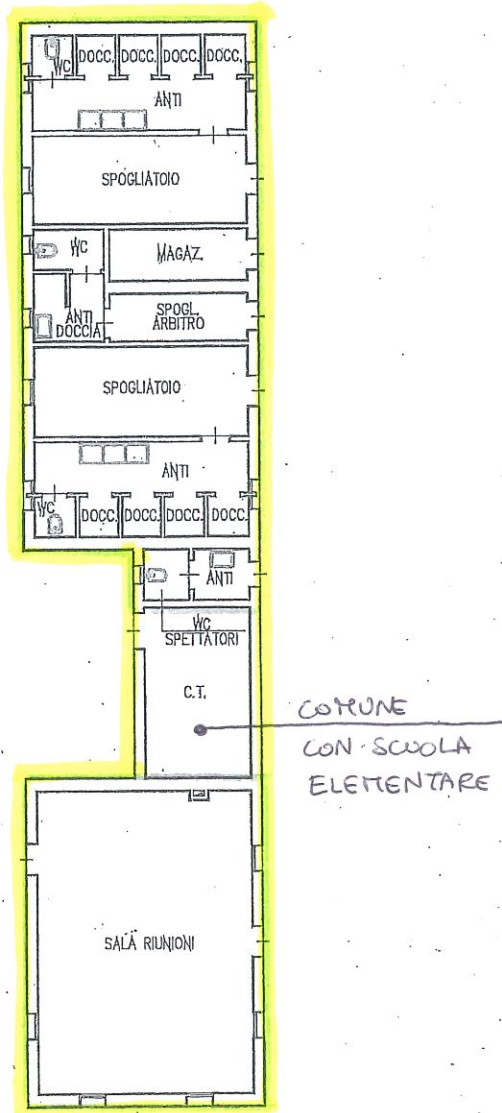 WC DOCC. DOCC. DOCC. DOCC.
ANTI
SPOGLIATOIO
WC MAGAZ.
ANTI
DOCCIA
SPOGL.
ARBITRO
SPOGLIATOIO
ANTI
WC DOCC. DOCC. DOCC. DOCC.
ANTI
WC
SPETTATORI
C.T.
COMUNE
CON SCUOLA
ELEMENTARE
SALA RIUNIONI